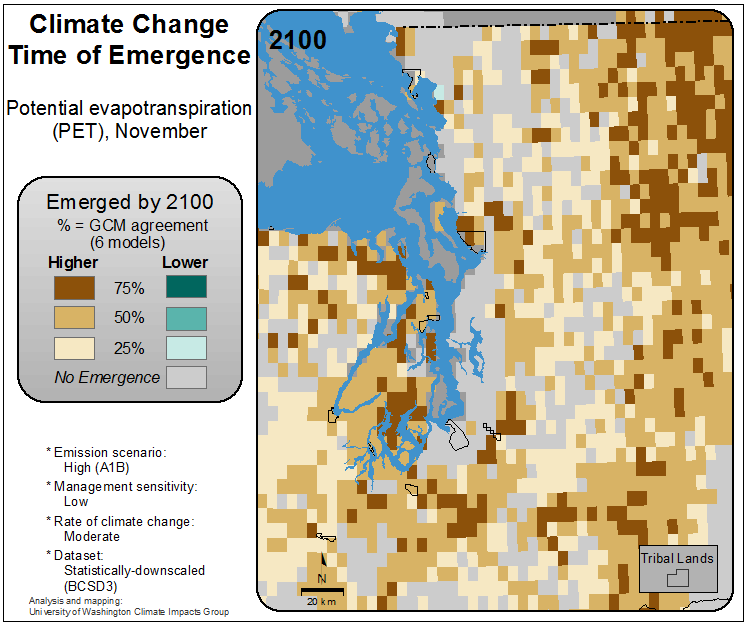 Climate Change
Time of Emergence
Potential evapotranspiration
(PET), November
Emerged by 2100
% = GCM agreement
(6 models)
Higher Lower
75%
50%
25%
No Emergence
* Emission scenario:
High (A1B)
* Management sensitivity:
Low
* Rate of climate change:
Moderate
* Dataset:
Statistically-downscaled
(BCSD3)
Analysis and mapping:
University of Washington Climate Impacts Group
2100
N
20 km
Tribal Lands